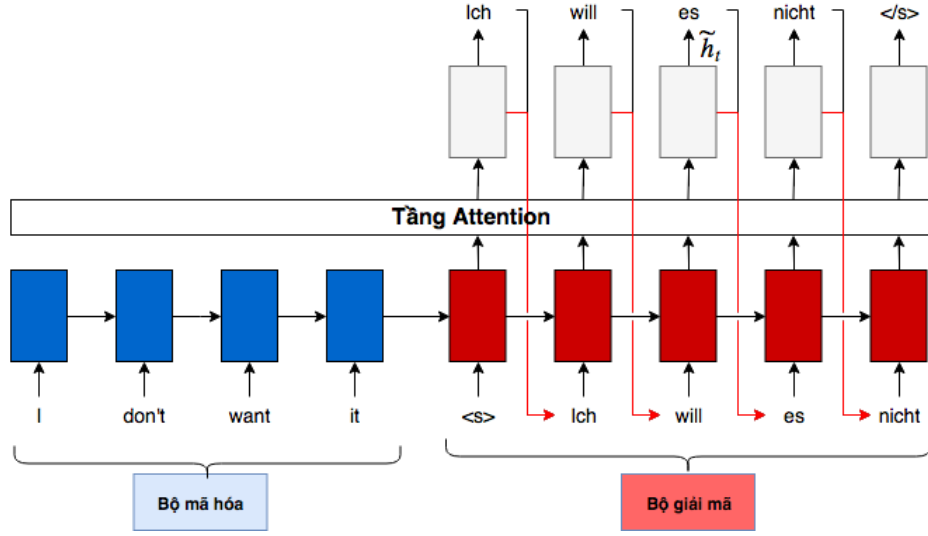 Ich will es nicht </s>
h̃t
Tầng Attention
I don't want it <s> Ich will es nicht
Bộ mã hóa Bộ giải mã